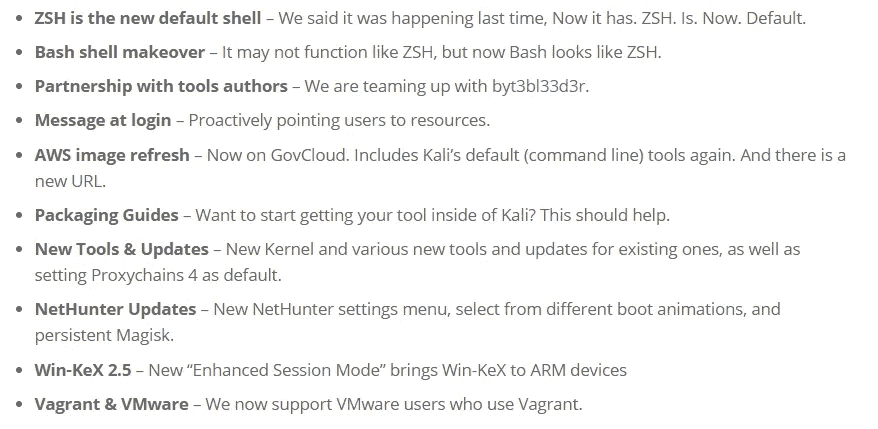 • ZSH is the new default shell – We said it was happening last time, Now it has. ZSH. Is. Now. Default.
• Bash shell makeover – It may not function like ZSH, but now Bash looks like ZSH.
• Partnership with tools authors – We are teaming up with byt3bl33d3r.
• Message at login – Proactively pointing users to resources.
• AWS image refresh – Now on GovCloud. Includes Kali's default (command line) tools again. And there is a
new URL.
• Packaging Guides – Want to start getting your tool inside of Kali? This should help.
• New Tools & Updates – New Kernel and various new tools and updates for existing ones, as well as
setting Proxychains 4 as default.
• NetHunter Updates – New NetHunter settings menu, select from different boot animations, and
persistent Magisk.
• Win-KeX 2.5 – New “Enhanced Session Mode” brings Win-KeX to ARM devices
• Vagrant & VMware – We now support VMware users who use Vagrant.